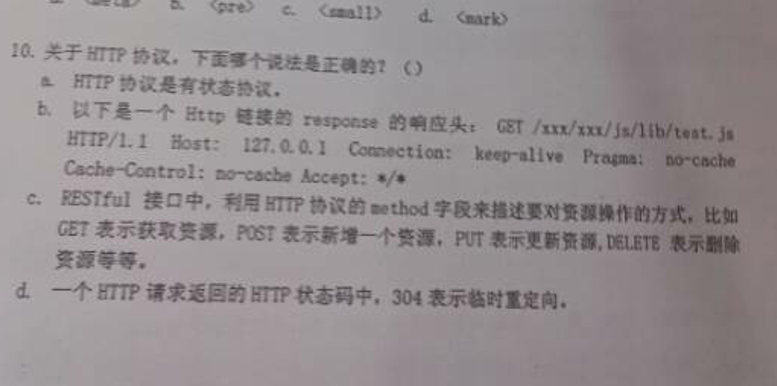 b. <pre> c. <small> d. <mark>
10. 关于 HTTP 协议，下面哪个说法是正确的？（）
a. HTTP 协议是有状态协议。
b. 以下是一个 Http 链接的 response 的响应头： GET /xxx/xxx/js/lib/test.js
HTTP/1.1 Host: 127.0.0.1 Connection: keep-alive Pragma: no-cache
Cache-Control: no-cache Accept: */*
c. RESTful 接口中，利用 HTTP 协议的 method 字段来描述要对资源操作的方式，比如
GET 表示获取资源，POST 表示新增一个资源，PUT 表示更新资源,DELETE 表示删除
资源等等。
d. 一个 HTTP 请求返回的 HTTP 状态码中，304 表示临时重定向。